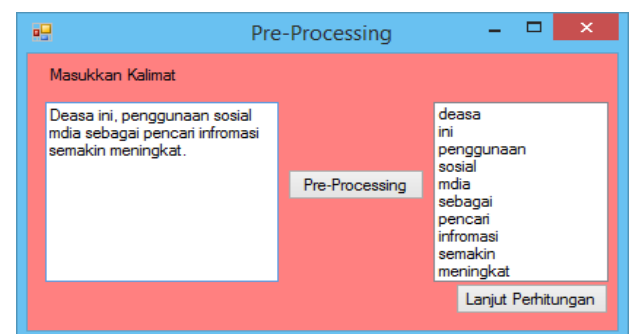 Pre-Processing
Masukkan Kalimat
Deasa ini, penggunaan sosial
mdia sebagai pencari infromasi
semakin meningkat.
Pre-Processing
deasa
ini
penggunaan
sosial
mdia
sebagai
pencari
infromasi
semakin
meningkat
Lanjut Perhitungan